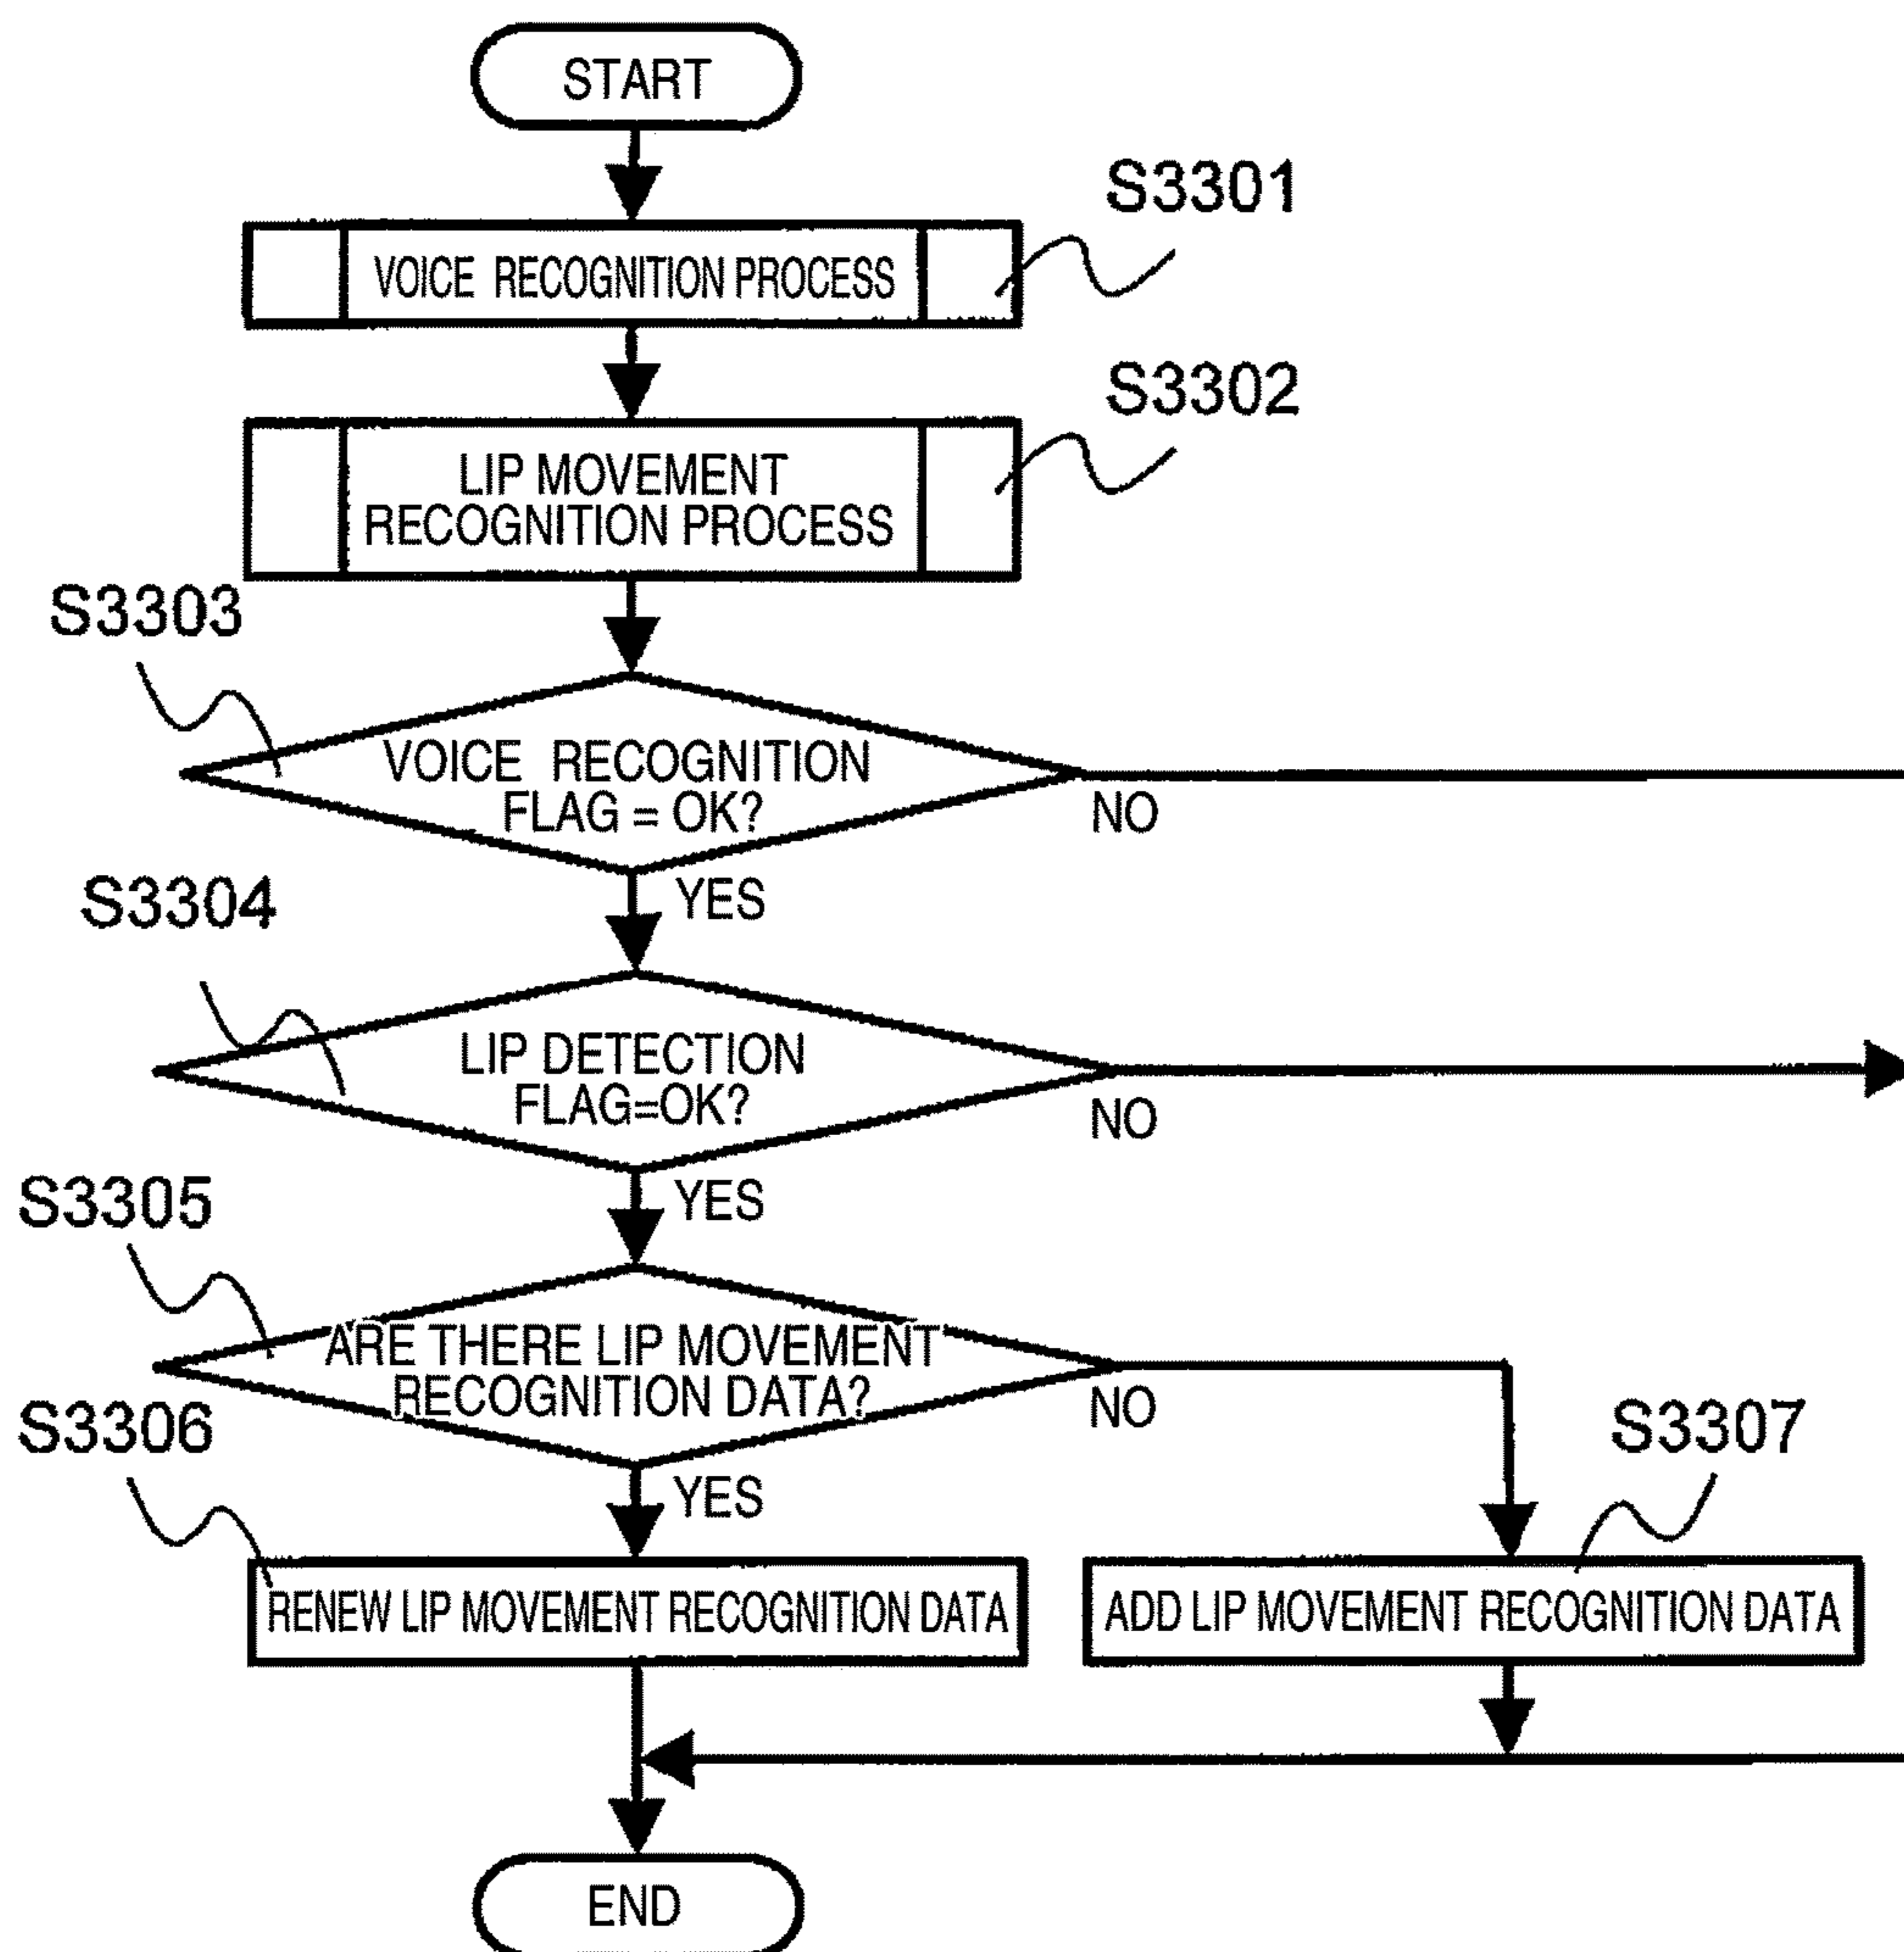 START
S3301
VOICE RECOGNITION PROCESS
S3302
LIP MOVEMENT
RECOGNITION PROCESS
S3303
VOICE RECOGNITION
FLAG = OK?
NO
YES
S3304
LIP DETECTION
FLAG=OK?
NO
YES
S3305
ARE THERE LIP MOVEMENT
RECOGNITION DATA?
NO
YES
S3306
RENEW LIP MOVEMENT RECOGNITION DATA
S3307
ADD LIP MOVEMENT RECOGNITION DATA
END